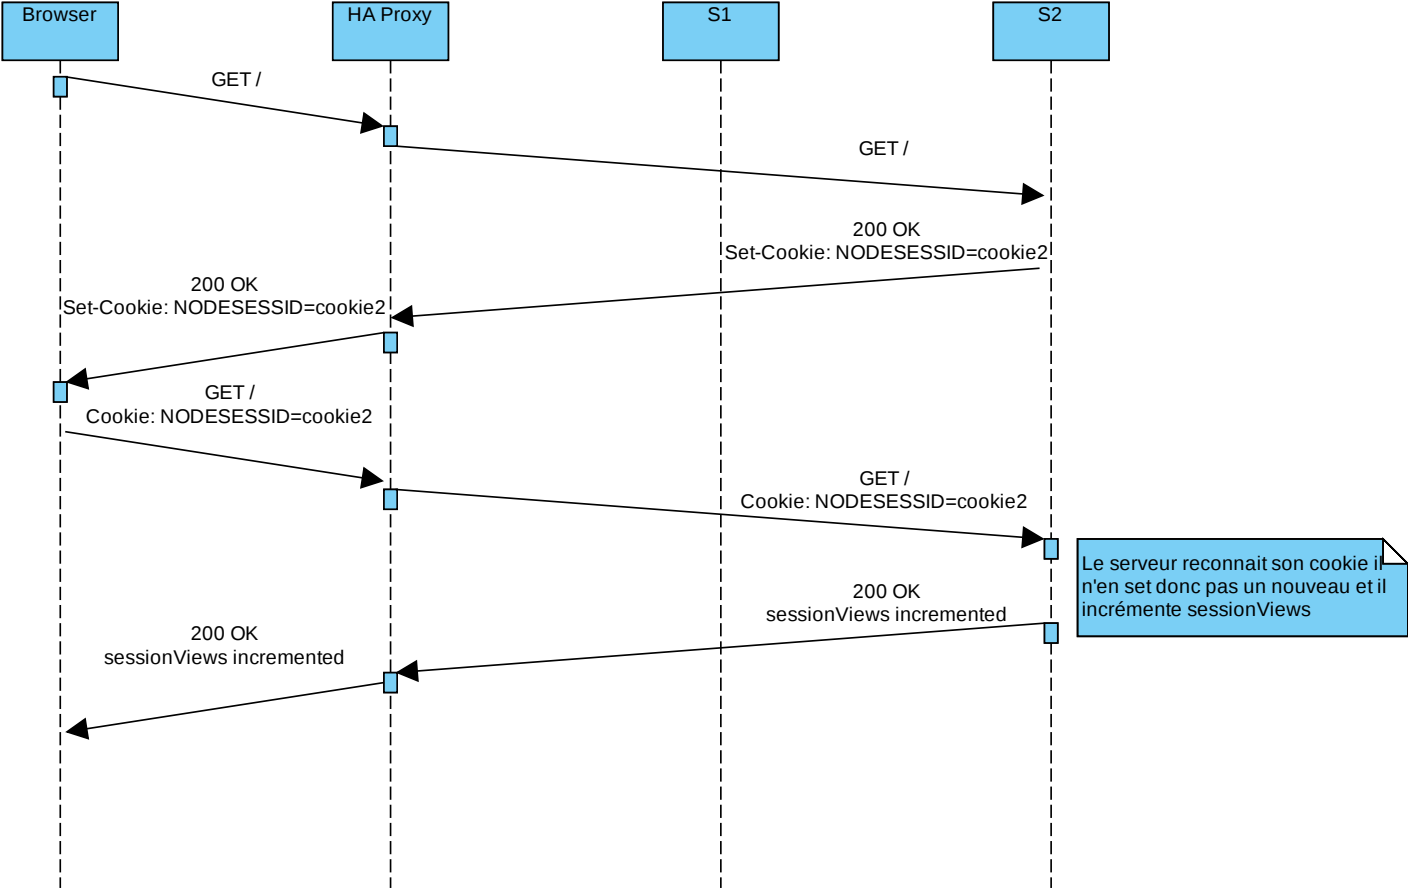 Browser
HA Proxy
S1
S2
GET /
GET /
200 OK
Set-Cookie: NODESESSID=cookie2
200 OK
Set-Cookie: NODESESSID=cookie2
GET /
Cookie: NODESESSID=cookie2
GET /
Cookie: NODESESSID=cookie2
Le serveur reconnait son cookie il
n'en set donc pas un nouveau et il
incrémente sessionViews
200 OK
sessionViews incremented
200 OK
sessionViews incremented